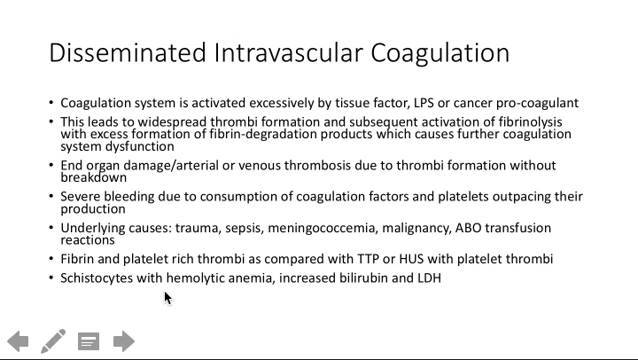 Disseminated Intravascular Coagulation
• Coagulation system is activated excessively by tissue factor, LPS or cancer pro-coagulant
• This leads to widespread thrombi formation and subsequent activation of fibrinolysis
with excess formation of fibrin-degradation products which causes further coagulation
system dysfunction
• End organ damage/arterial or venous thrombosis due to thrombi formation without
breakdown
• Severe bleeding due to consumption of coagulation factors and platelets outpacing their
production
• Underlying causes: trauma, sepsis, meningococcemia, malignancy, ABO transfusion
reactions
• Fibrin and platelet rich thrombi as compared with TTP or HUS with platelet thrombi
• Schistocytes with hemolytic anemia, increased bilirubin and LDH